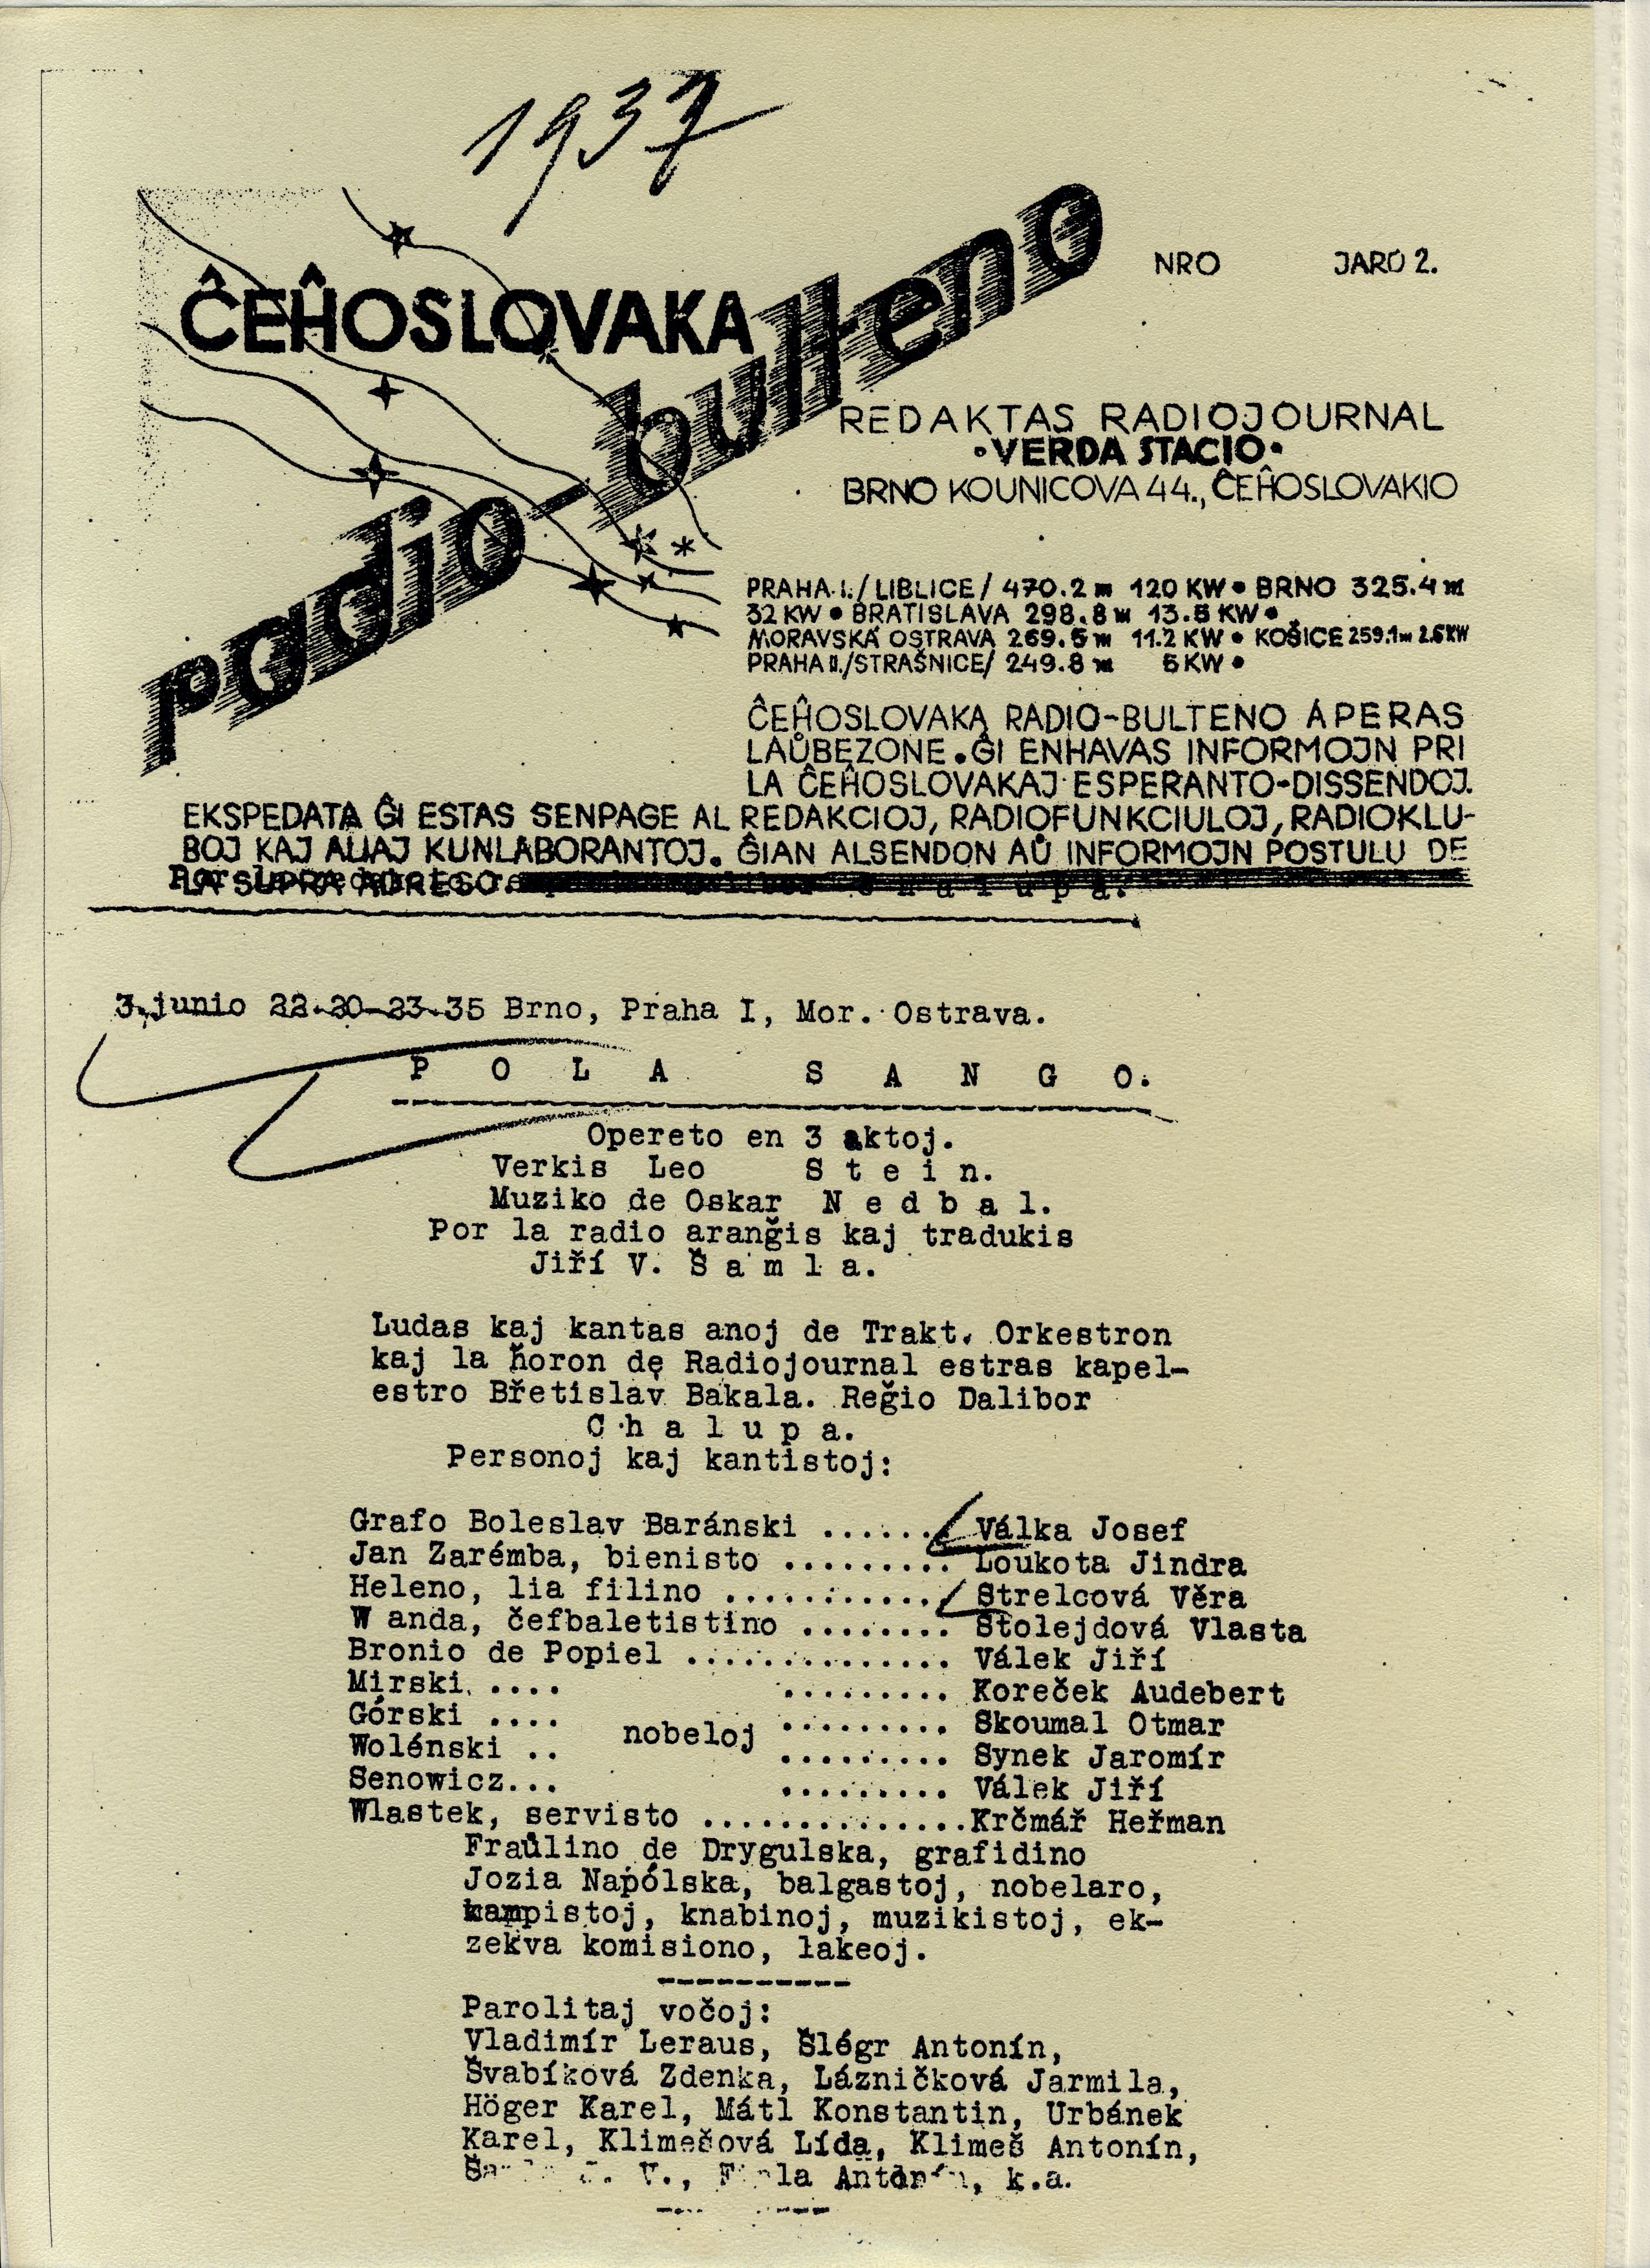 1937
ĈEĤOSLOVAKA
radio-bulteno
NRO JARO 2.
REDAKTAS RADIOJOURNAL
•VERDA STACIO•
BRNO KOUNICOVA 44., ĈEĤOSLOVAKIO
PRAHA I./LIBLICE/ 470.2 m 120 KW • BRNO 325.4 m
32 KW • BRATISLAVA 298.8 m 13.5 KW •
MORAVSKÁ OSTRAVA 269.5 m 11.2 KW • KOŠICE 259.1 m 2.6 KW
PRAHA II./STRAŠNICE/ 249.8 m 5 KW •
ĈEĤOSLOVAKA RADIO-BULTENO APERAS
LAŬBEZONE. ĜI ENHAVAS INFORMOJN PRI
LA ĈEĤOSLOVAKAJ ESPERANTO-DISSENDOJ.
EKSPEDATA ĜI ESTAS SENPAGE AL REDAKCIOJ, RADIOFUNKCIULOJ, RADIOKLU-
BOJ KAJ ALIAJ KUNLABORANTOJ. ĜIAN ALSENDON AŬ INFORMOJN POSTULU DE
LA SUPRA ADRESO.
3.junio 22.20-23.35 Brno, Praha I, Mor. Ostrava.
P O L A S A N G O.
Opereto en 3 aktoj.
Verkis Leo S t e i n.
Muziko de Oskar N e d b a l.
Por la radio aranğis kaj tradukis
Jiří V. Š a m l a.
Ludas kaj kantas anoj de Trakt. Orkestron
kaj la ȟoron de Radiojournal estras kapel-
estro Břetislav Bakala. Reğio Dalibor
C h a l u p a.
Personoj kaj kantistoj:
Grafo Boleslav Baránski ....... Válka Josef
Jan Zarémba, bienisto ......... Loukota Jindra
Heleno, lia filino ............ Strelcová Věra
W anda, čefbaletistino ........ Štolejdová Vlasta
Bronio de Popiel .............. Válek Jiří
Mirski. .... ......... Koreček Audebert
Górski .... ......... Skoumal Otmar
nobeloj
Wolénski .. ......... Synek Jaromír
Senowicz... ......... Válek Jiří
Wlastek, servisto ..............Krčmář Heřman
Fraŭlino de Drygulska, grafidino
Jozia Napólska, balgastoj, nobelaro,
kampistoj, knabinoj, muzikistoj, ek-
zekva komisiono, lakeoj.
----------
Parolitaj vočoj:
Vladimír Leraus, Šlégr Antonín,
Švabíková Zdenka, Lázničková Jarmila,
Höger Karel, Mátl Konstantin, Urbánek
Karel, Klimešová Lída, Klimeš Antonín,
V., Antonín, k.a.